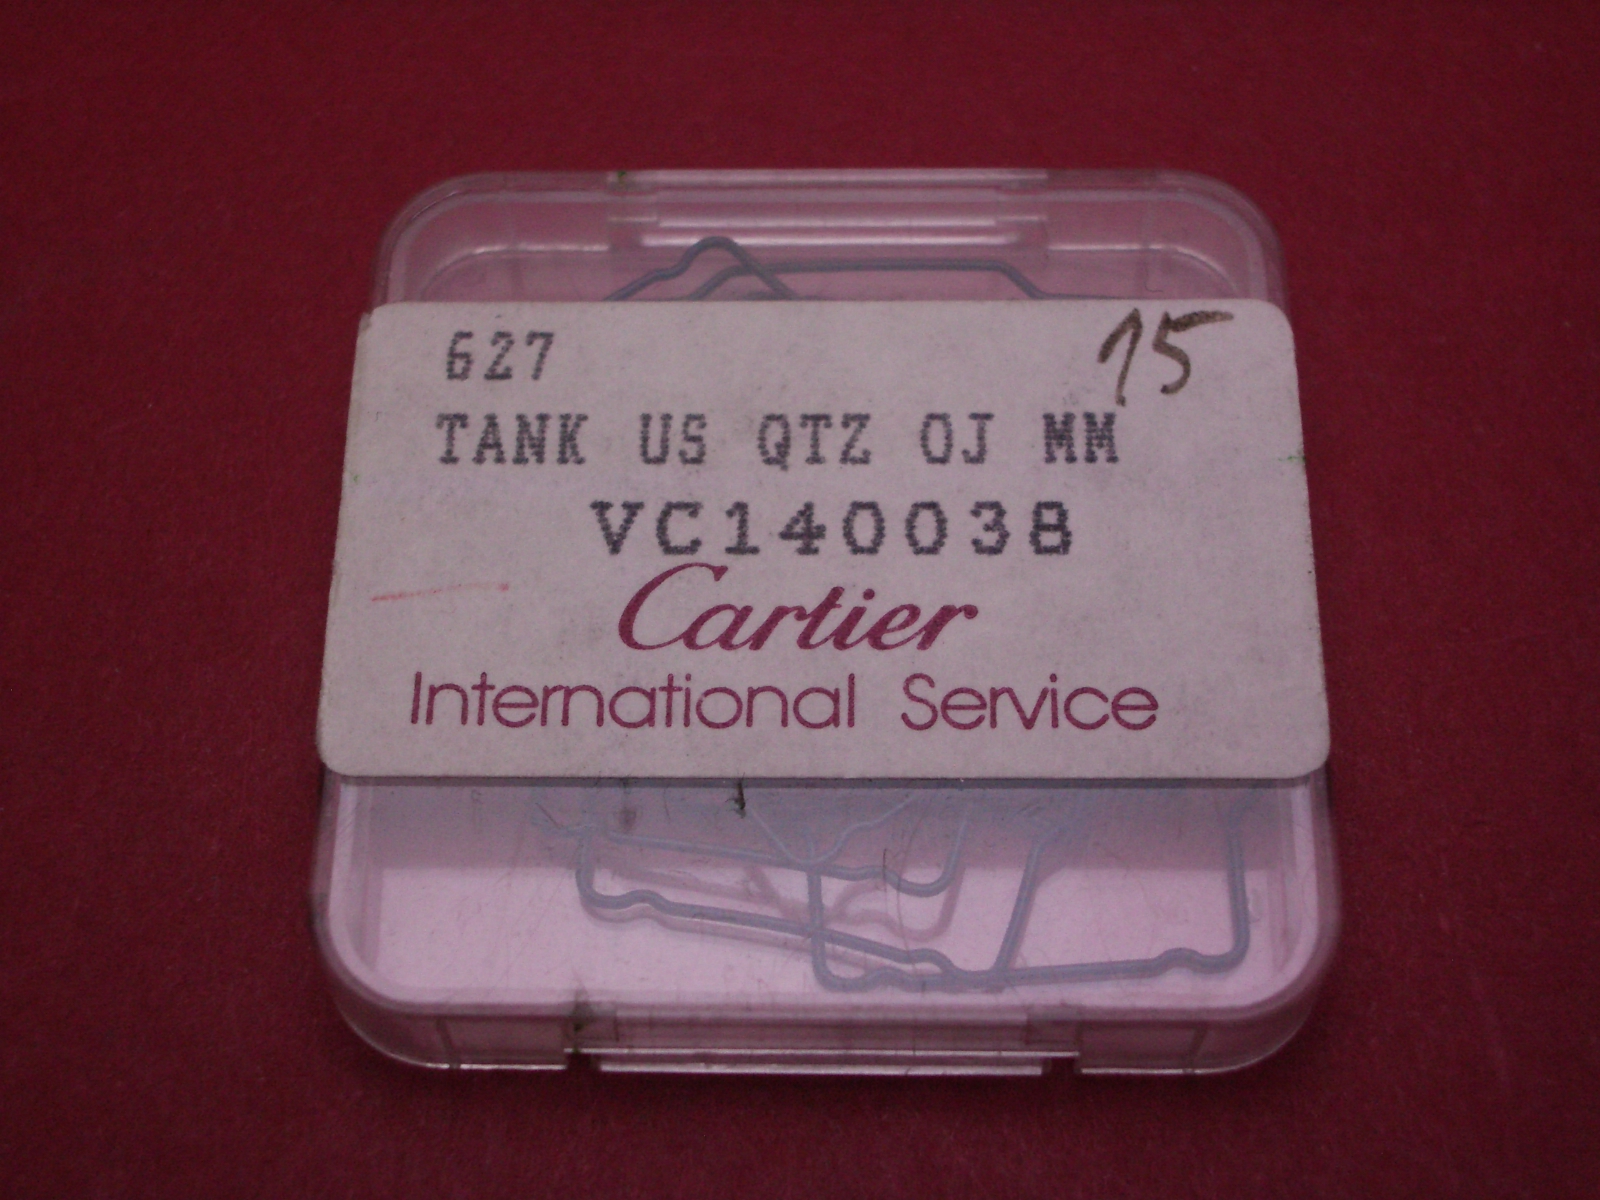 627
15
TANK US QTZ OJ MM
VC140038
Cartier
International Service